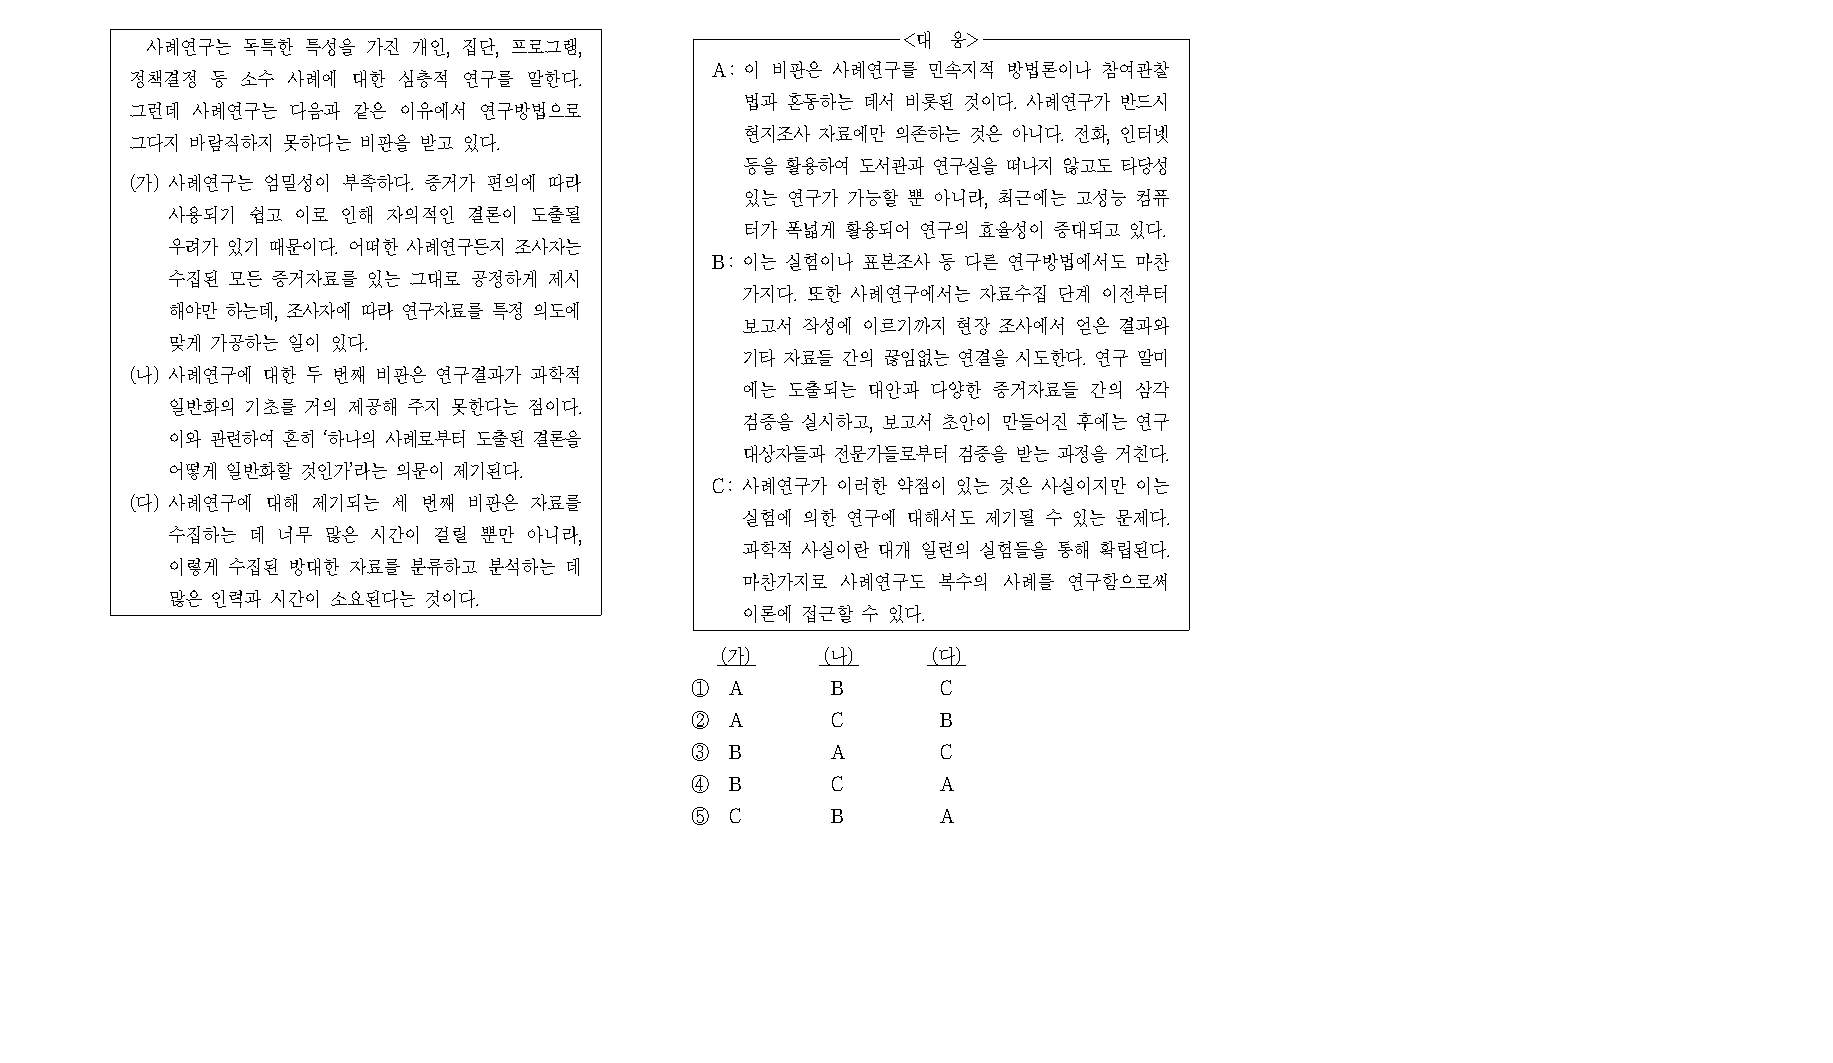 사례연구는 독특한 특성을 가진 개인, 집단, 프로그램,
정책결정 등 소수 사례에 대한 심층적 연구를 말한다.
그런데 사례연구는 다음과 같은 이유에서 연구방법으로
그다지 바람직하지 못하다는 비판을 받고 있다.
(가) 사례연구는 엄밀성이 부족하다. 증거가 편의에 따라
사용되기 쉽고 이로 인해 자의적인 결론이 도출될
우려가 있기 때문이다. 어떠한 사례연구든지 조사자는
수집된 모든 증거자료를 있는 그대로 공정하게 제시
해야만 하는데, 조사자에 따라 연구자료를 특정 의도에
맞게 가공하는 일이 있다.
(나) 사례연구에 대한 두 번째 비판은 연구결과가 과학적
일반화의 기초를 거의 제공해 주지 못한다는 점이다.
이와 관련하여 흔히 ‘하나의 사례로부터 도출된 결론을
어떻게 일반화할 것인가’라는 의문이 제기된다.
(다) 사례연구에 대해 제기되는 세 번째 비판은 자료를
수집하는 데 너무 많은 시간이 걸릴 뿐만 아니라,
이렇게 수집된 방대한 자료를 분류하고 분석하는 데
많은 인력과 시간이 소요된다는 것이다.
<대 응>
A: 이 비판은 사례연구를 민속지적 방법론이나 참여관찰
법과 혼동하는 데서 비롯된 것이다. 사례연구가 반드시
현지조사 자료에만 의존하는 것은 아니다. 전화, 인터넷
등을 활용하여 도서관과 연구실을 떠나지 않고도 타당성
있는 연구가 가능할 뿐 아니라, 최근에는 고성능 컴퓨
터가 폭넓게 활용되어 연구의 효율성이 증대되고 있다.
B: 이는 실험이나 표본조사 등 다른 연구방법에서도 마찬
가지다. 또한 사례연구에서는 자료수집 단계 이전부터
보고서 작성에 이르기까지 현장 조사에서 얻은 결과와
기타 자료들 간의 끊임없는 연결을 시도한다. 연구 말미
에는 도출되는 대안과 다양한 증거자료들 간의 삼각
검증을 실시하고, 보고서 초안이 만들어진 후에는 연구
대상자들과 전문가들로부터 검증을 받는 과정을 거친다.
C: 사례연구가 이러한 약점이 있는 것은 사실이지만 이는
실험에 의한 연구에 대해서도 제기될 수 있는 문제다.
과학적 사실이란 대개 일련의 실험들을 통해 확립된다.
마찬가지로 사례연구도 복수의 사례를 연구함으로써
이론에 접근할 수 있다.
(가) (나) (다)
① A B C
② A C B
③ B A C
④ B C A
⑤ C B A